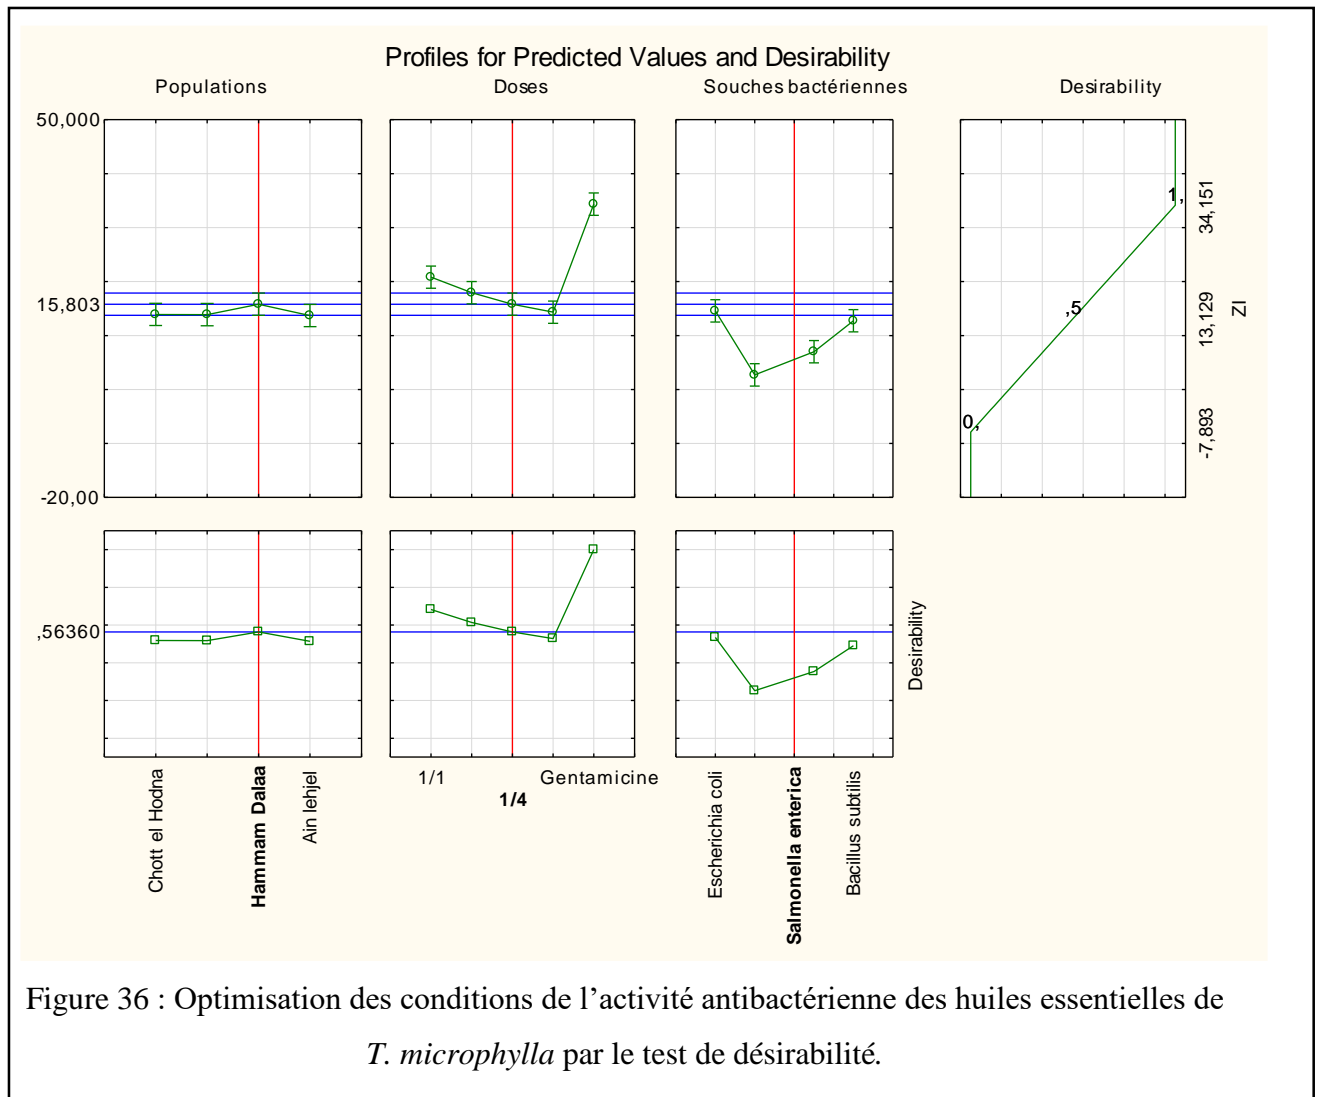 Profiles for Predicted Values and Desirability
Populations
Doses
Souches bactériennes
Desirability
50,000
15,803
-20,00
1,
,5
0,
34,151
13,129
-7,893
ZI
,56360
Desirability
Chott el Hodna
Hammam Dalaa
Ain lehjel
1/1
1/4
Gentamicine
Escherichia coli
Salmonella enterica
Bacillus subtilis
Figure 36 : Optimisation des conditions de l’activité antibactérienne des huiles essentielles de
T. microphylla par le test de désirabilité.